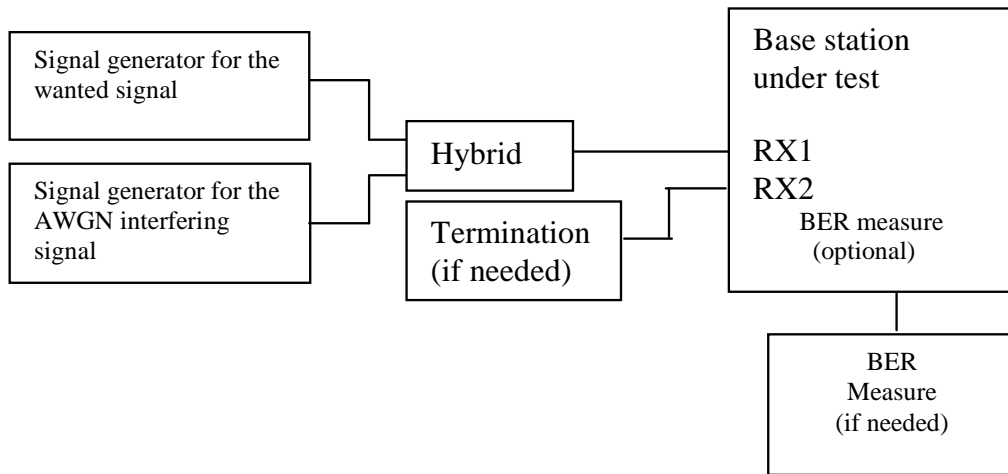 Signal generator for the
wanted signal
Signal generator for the
AWGN interfering
signal
Hybrid
Termination
(if needed)
Base station
under test
RX1
RX2
BER measure
(optional)
BER
Measure
(if needed)